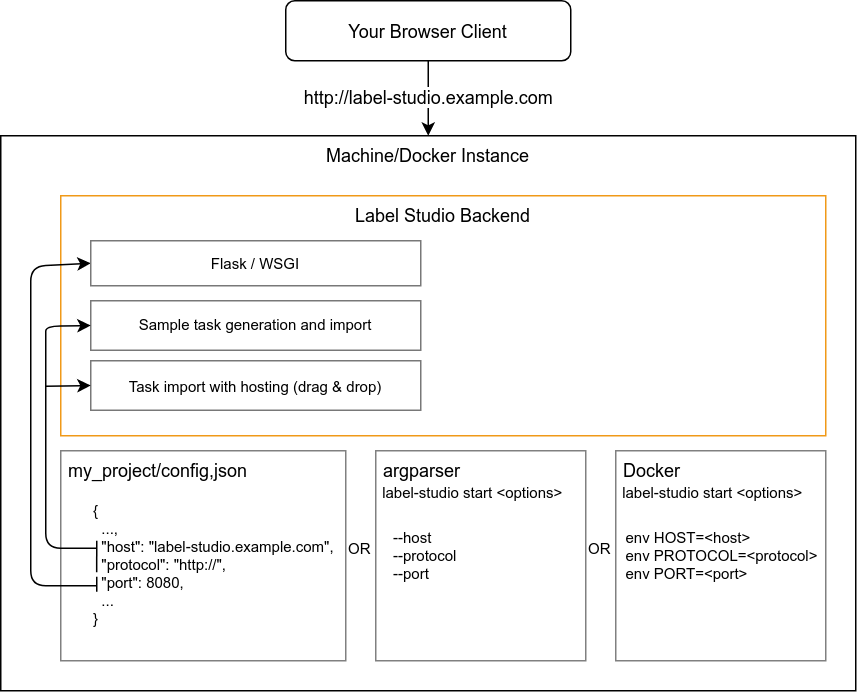 Your Browser Client
http://label-studio.example.com
Machine/Docker Instance
Label Studio Backend
Flask / WSGI
Sample task generation and import
Task import with hosting (drag & drop)
my_project/config,json
{
...,
"host": "label-studio.example.com",
"protocol": "http://",
"port": 8080,
...
}
OR
argparser
label-studio start <options>
--host
--protocol
--port
OR
Docker
label-studio start <options>
env HOST=<host>
env PROTOCOL=<protocol>
env PORT=<port>